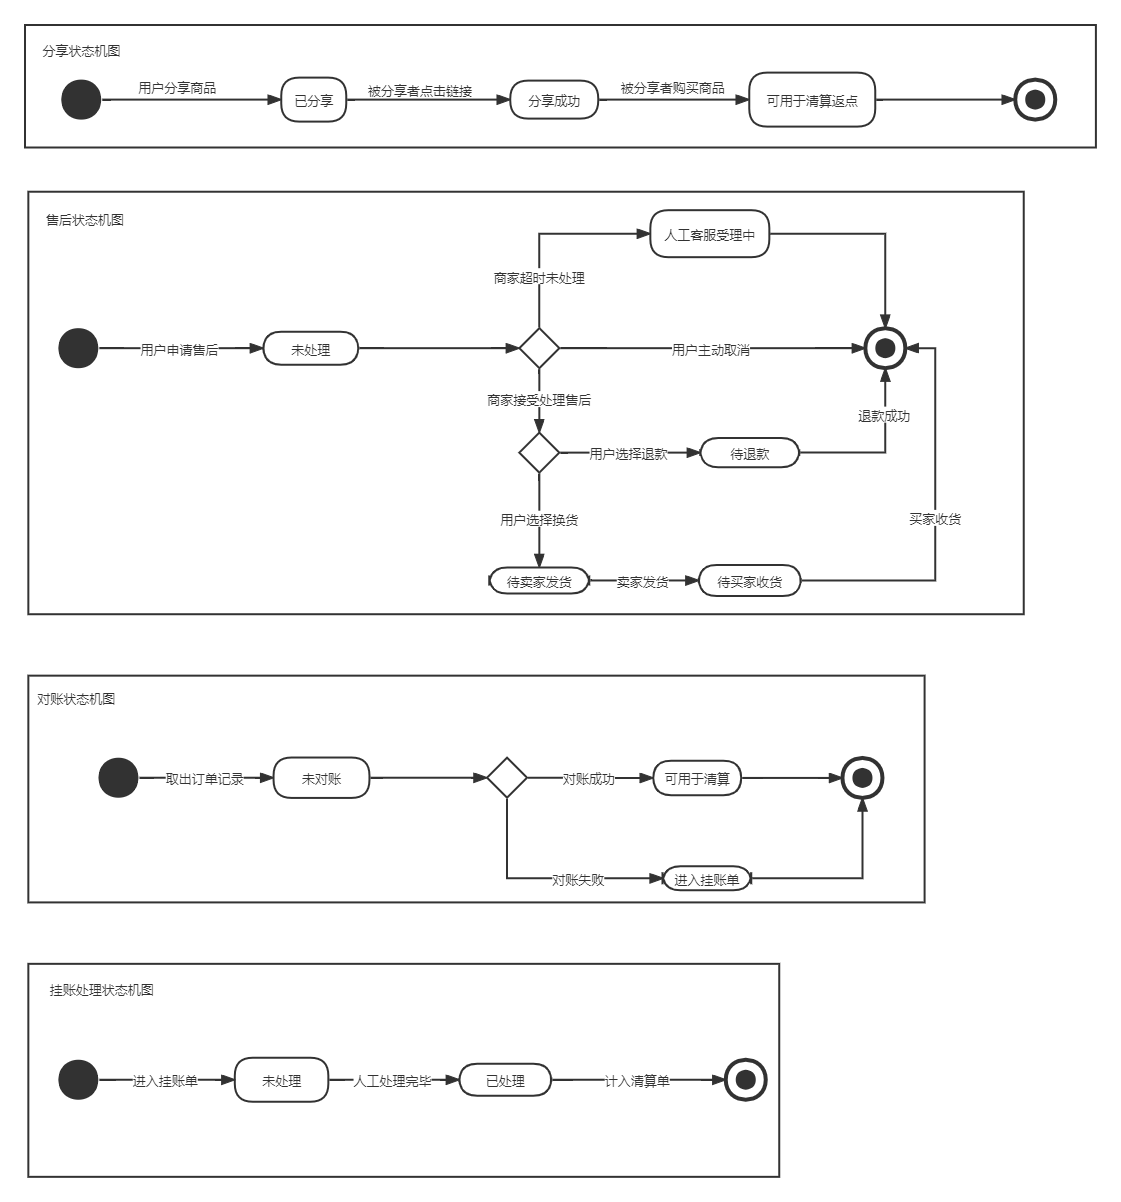 分享状态机图
用户分享商品
已分享
被分享者点击链接
分享成功
被分享者购买商品
可用于清算返点
售后状态机图
人工客服受理中
商家超时未处理
用户申请售后
未处理
用户主动取消
商家接受处理售后
退款成功
用户选择退款
待退款
用户选择换货
买家收货
待卖家发货
卖家发货
待买家收货
对账状态机图
取出订单记录
未对账
对账成功
可用于清算
对账失败
进入挂账单
挂账处理状态机图
进入挂账单
未处理
人工处理完毕
已处理
计入清算单